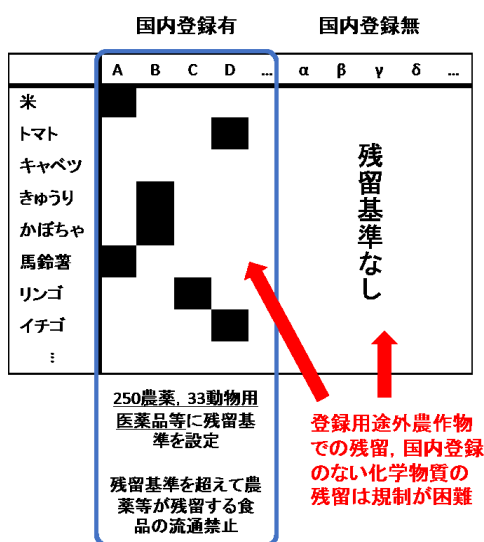 国内登録有 国内登録無
A B C D … α β γ δ …
米
トマト
キャベツ
きゅうり
かぼちゃ
馬鈴薯
リンゴ
イチゴ
⋮
残留基準なし
250農薬，33動物用
医薬品等に残留基
準を設定
残留基準を超えて農
薬等が残留する食
品の流通禁止
登録用途外農作物
での残留，国内登録
のない化学物質の
残留は規制が困難